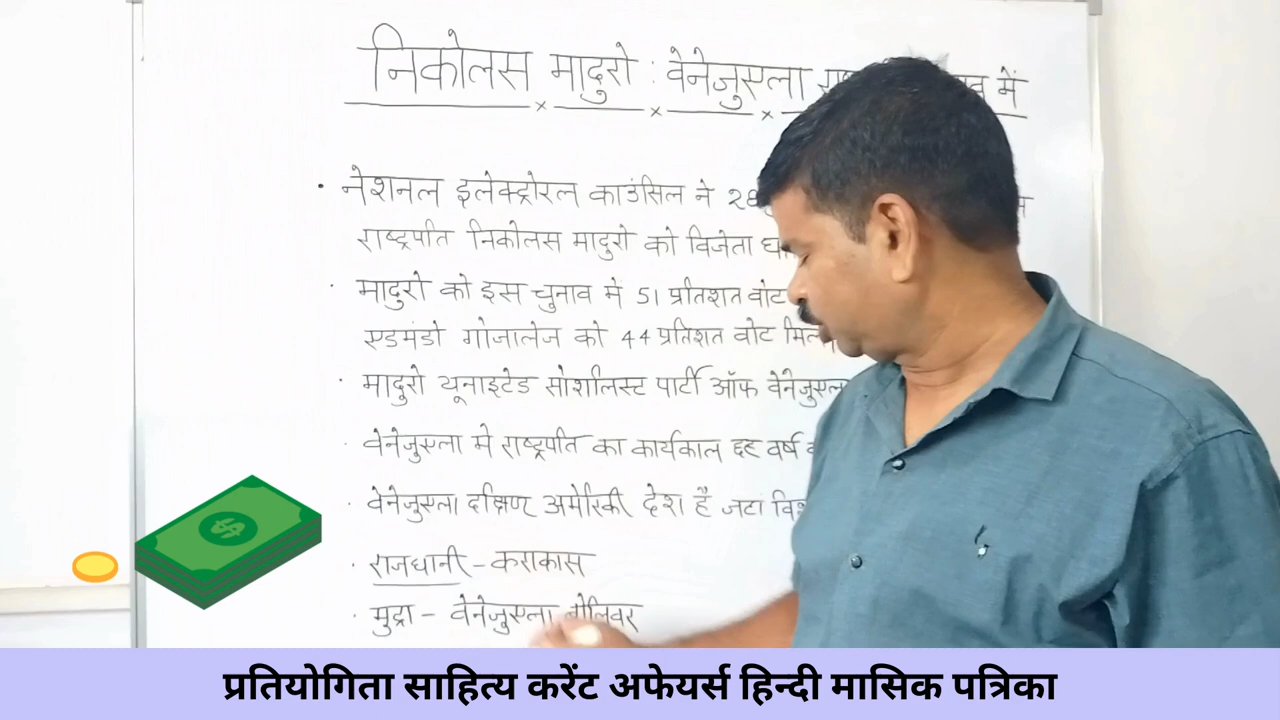 निकोलस मादुरो : वेनेजुएला में
नेशनल इलेक्ट्रोरल काउंसिल ने 28
राष्ट्रपति निकोलस मादुरो को विजेता
मादुरो को इस चुनाव में 51 प्रतिशत वोट
एडमंडो गोंजालेज को 44 प्रतिशत वोट
मादुरो यूनाइटेड सोशलिस्ट पार्टी ऑफ वेनेजुएला
वेनेजुएला में राष्ट्रपति का कार्यकाल छह वर्ष
वेनेजुएला दक्षिण अमेरिकी देश है जहां
राजधानी - कराकास
मुद्रा - वेनेजुएला बोलिवर
प्रतियोगिता साहित्य करेंट अफेयर्स हिन्दी मासिक पत्रिका